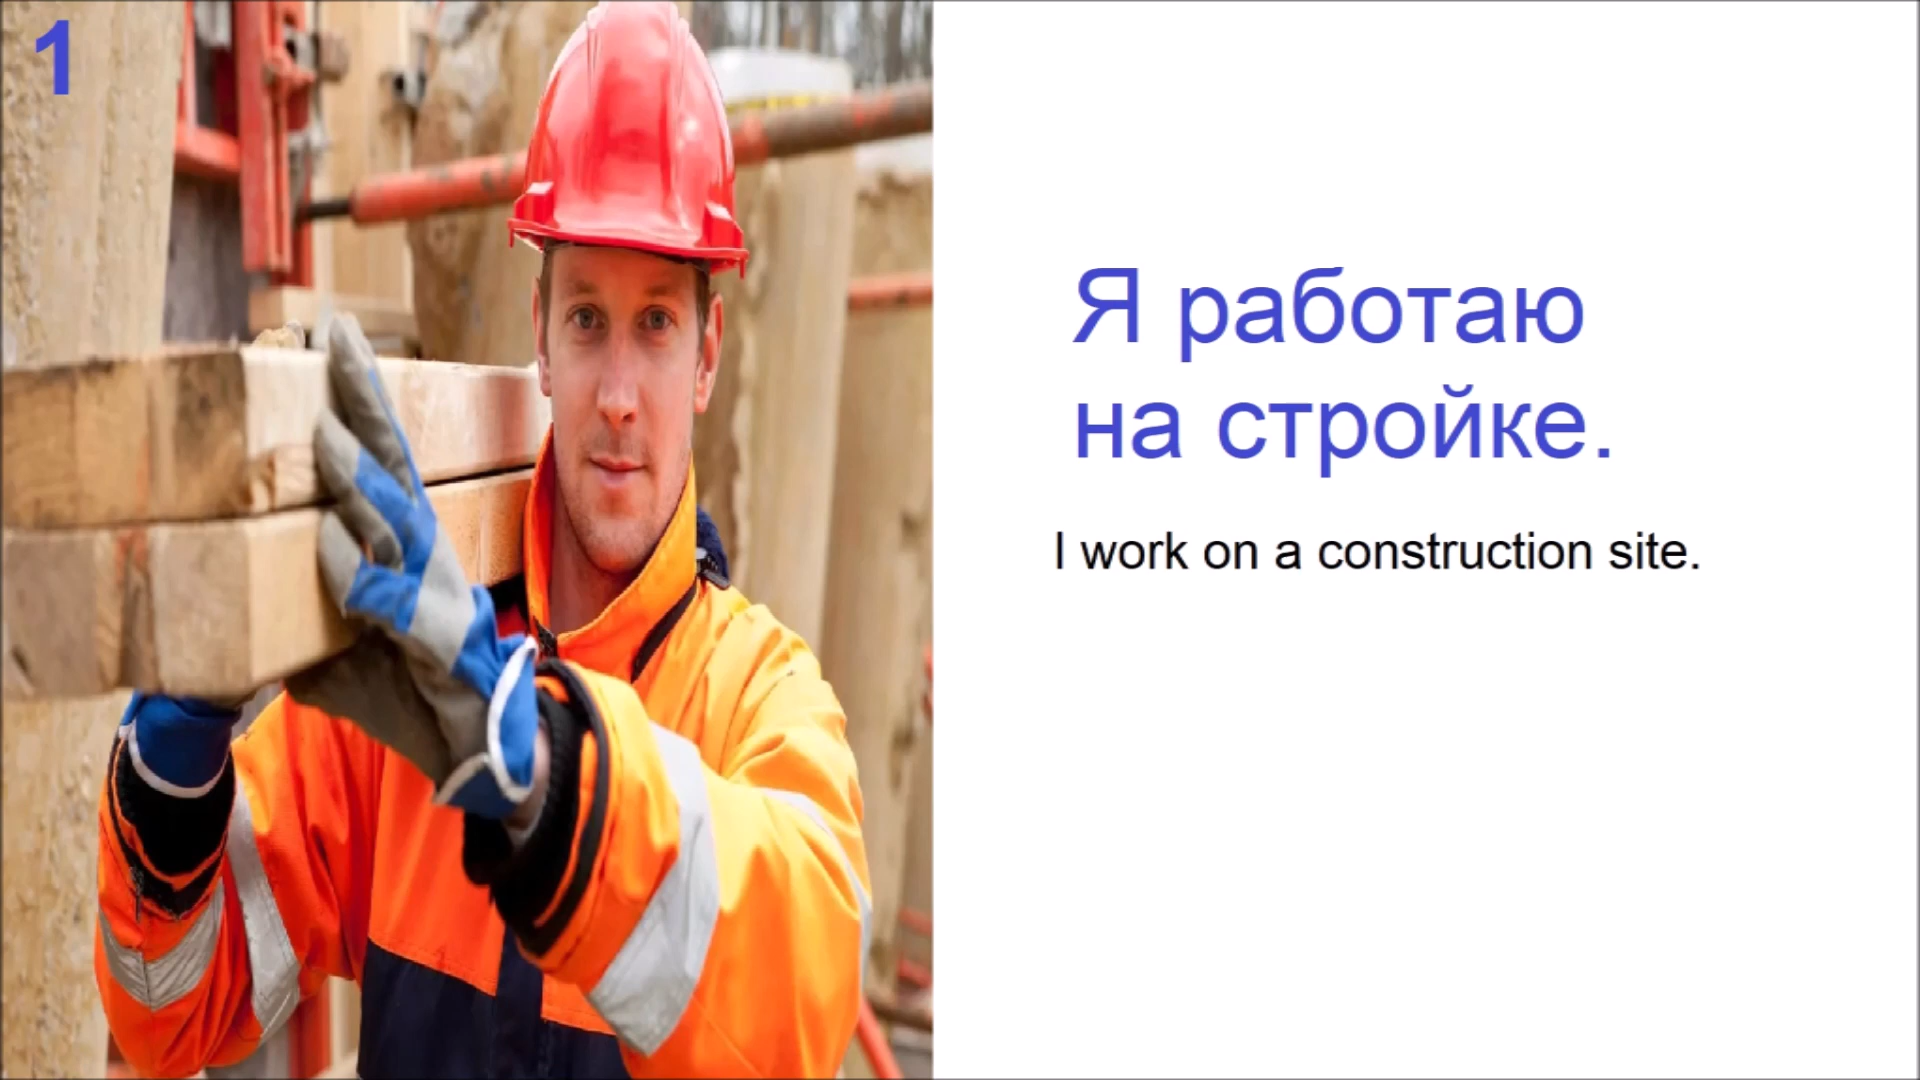 1
Я работаю
на стройке.
I work on a construction site.